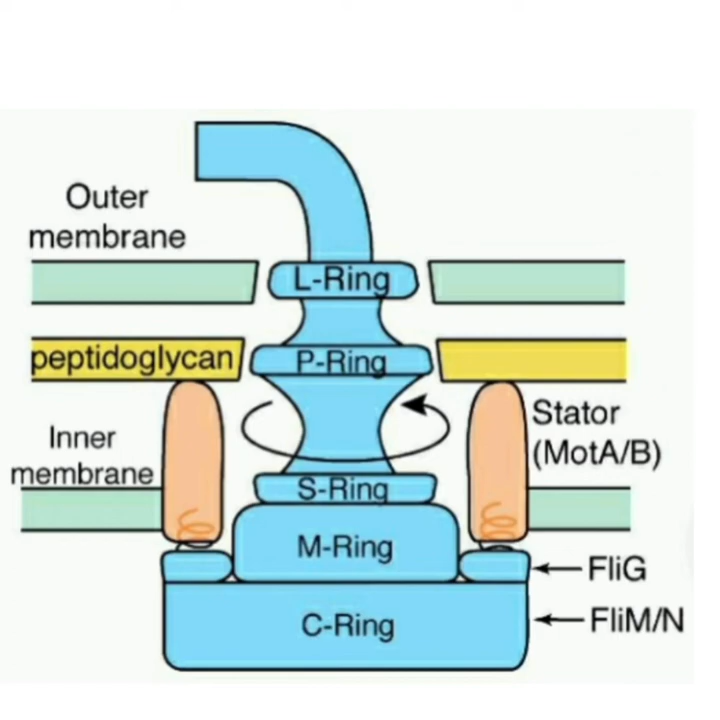 Outer
membrane
L-Ring
peptidoglycan
P-Ring
Stator
(MotA/B)
Inner
membrane
S-Ring
M-Ring
FliG
C-Ring
FliM/N